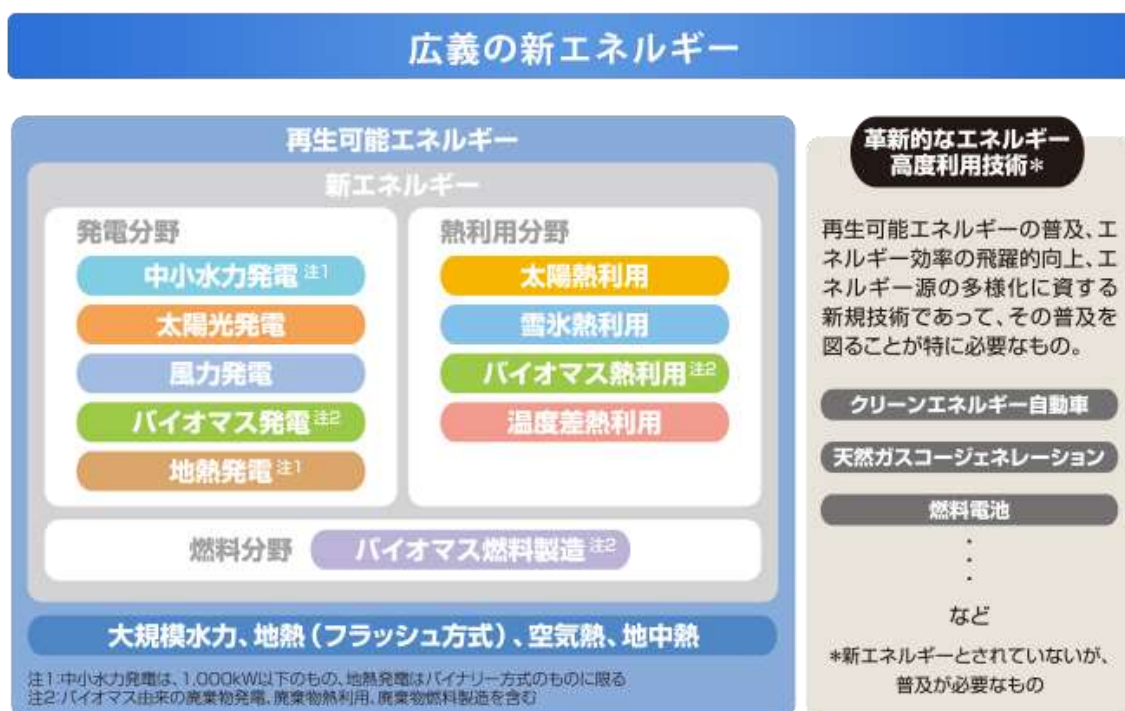 広義の新エネルギー
再生可能エネルギー
新エネルギー
発電分野
中小水力発電 注1
太陽光発電
風力発電
バイオマス発電 注2
地熱発電 注1
熱利用分野
太陽熱利用
雪氷熱利用
バイオマス熱利用 注2
温度差熱利用
燃料分野 バイオマス燃料製造 注2
大規模水力、地熱(フラッシュ方式)、空気熱、地中熱
注1:中小水力発電は、1,000kW以下のもの、地熱発電はバイナリー方式のものに限る
注2:バイオマス由来の廃棄物発電、廃棄物熱利用、廃棄物燃料製造を含む
革新的なエネルギー
高度利用技術*
再生可能エネルギーの普及、エ
ネルギー効率の飛躍的向上、エ
ネルギー源の多様化に資する
新規技術であって、その普及を
図ることが特に必要なもの。
クリーンエネルギー自動車
天然ガスコージェネレーション
燃料電池
・
・
・
など
*新エネルギーとされていないが、
普及が必要なもの